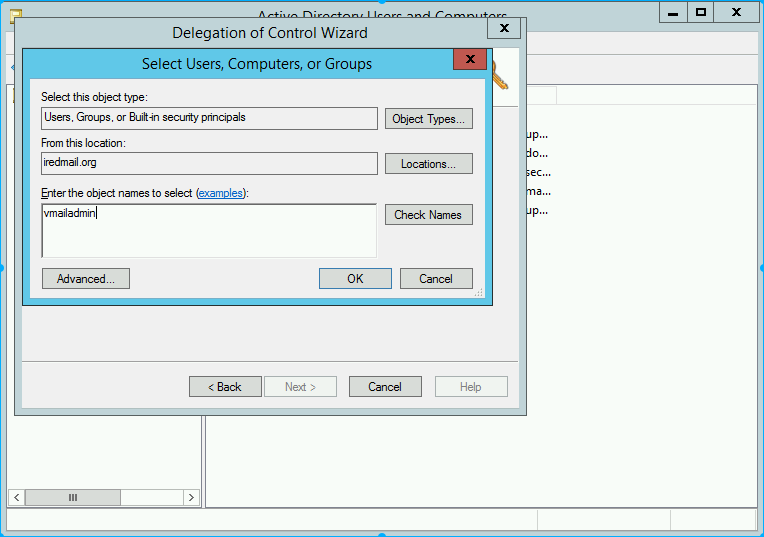 Active Directory Users and Computers
Delegation of Control Wizard
Select Users, Computers, or Groups
Select this object type:
Users, Groups, or Built-in security principals
Object Types...
From this location:
iredmail.org
Locations...
Enter the object names to select (examples):
vmailadmin
Check Names
Advanced...
OK
Cancel
up...
do...
sec...
ma...
up...
< Back
Next >
Cancel
Help